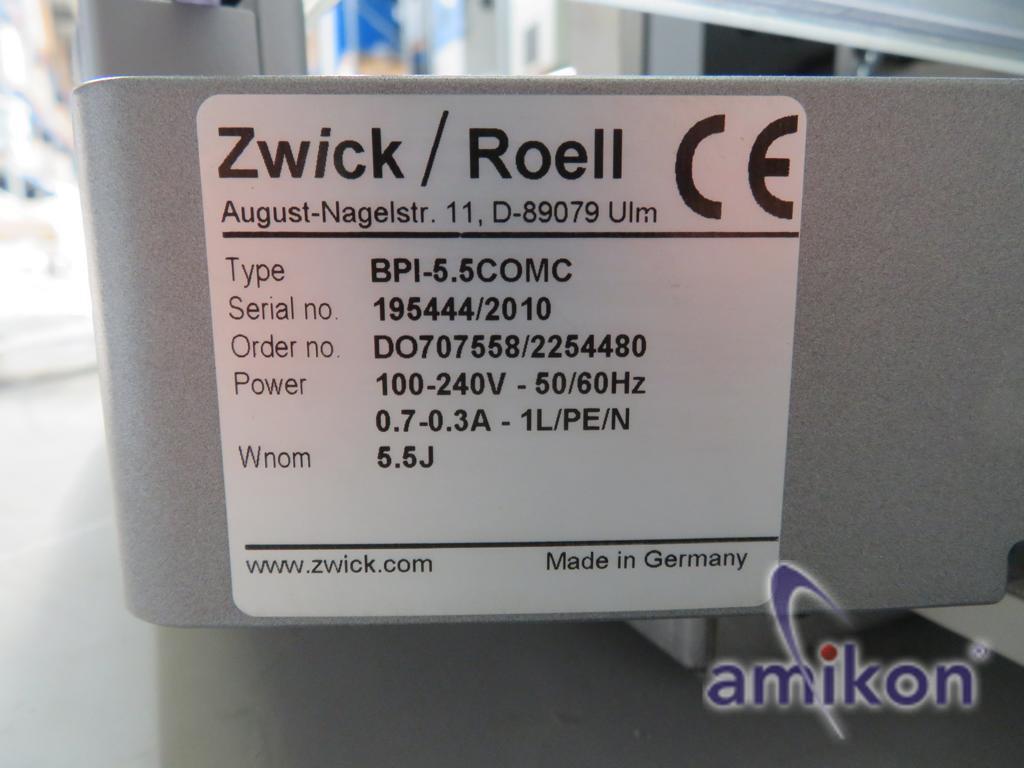 Zwick / Roell CE
August-Nagelstr. 11, D-89079 Ulm
Type BPI-5.5COMC
Serial no. 195444/2010
Order no. DO707558/2254480
Power 100-240V - 50/60Hz
0.7-0.3A - 1L/PE/N
Wnom 5.5J
www.zwick.com Made in Germany
amikon®